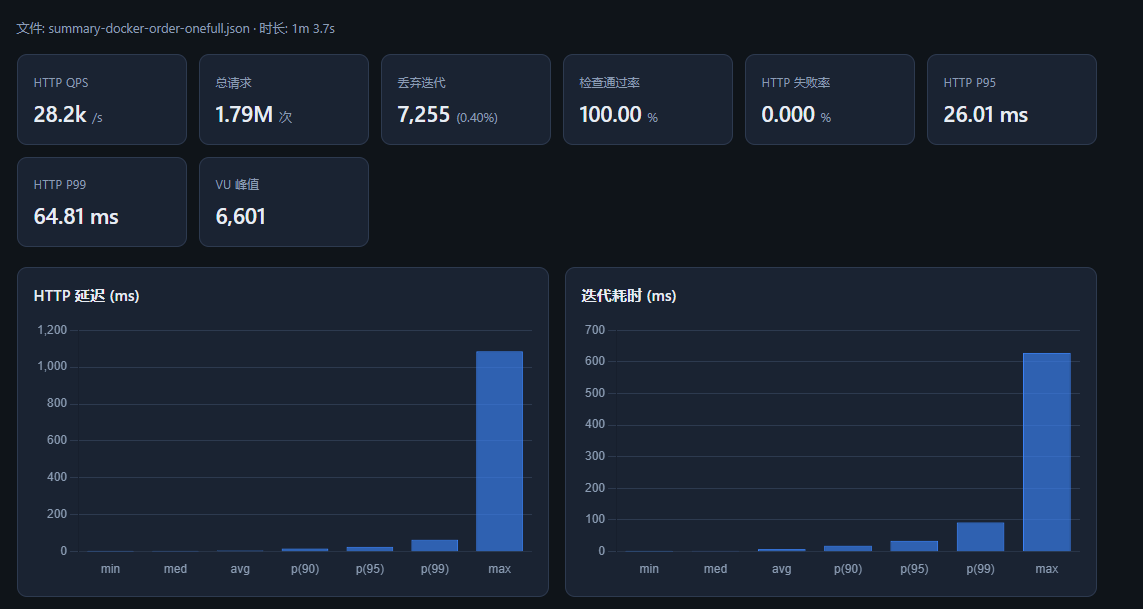 文件: summary-docker-order-onefull.json · 时长: 1m 3.7s
HTTP QPS
28.2k /s
总请求
1.79M 次
丢弃迭代
7,255 (0.40%)
检查通过率
100.00 %
HTTP 失败率
0.000 %
HTTP P95
26.01 ms
HTTP P99
64.81 ms
VU 峰值
6,601
HTTP 延迟 (ms)
1,200
1,000
800
600
400
200
0
min med avg p(90) p(95) p(99) max
迭代耗时 (ms)
700
600
500
400
300
200
100
0
min med avg p(90) p(95) p(99) max